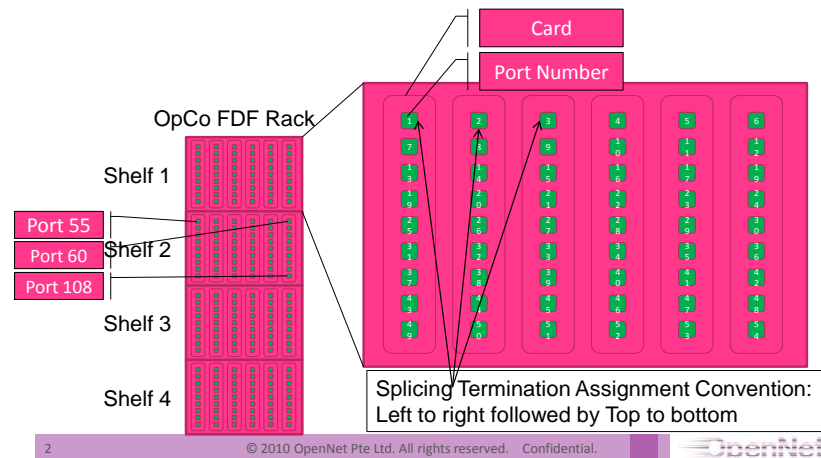 Card
Port Number
OpCo FDF Rack
Shelf 1
Shelf 2
Shelf 3
Shelf 4
Port 55
Port 60
Port 108
1 2 3 4 5 6
7 8 9 10 11 12
13 14 15 16 17 19
19 20 21 22 23 24
25 26 27 28 29 30
31 32 33 34 35 36
37 38 39 40 41 42
43 44 45 46 47 48
49 50 51 52 53 54
Splicing Termination Assignment Convention:
Left to right followed by Top to bottom
2 © 2010 OpenNet Pte Ltd. All rights reserved. Confidential.
OpenNet